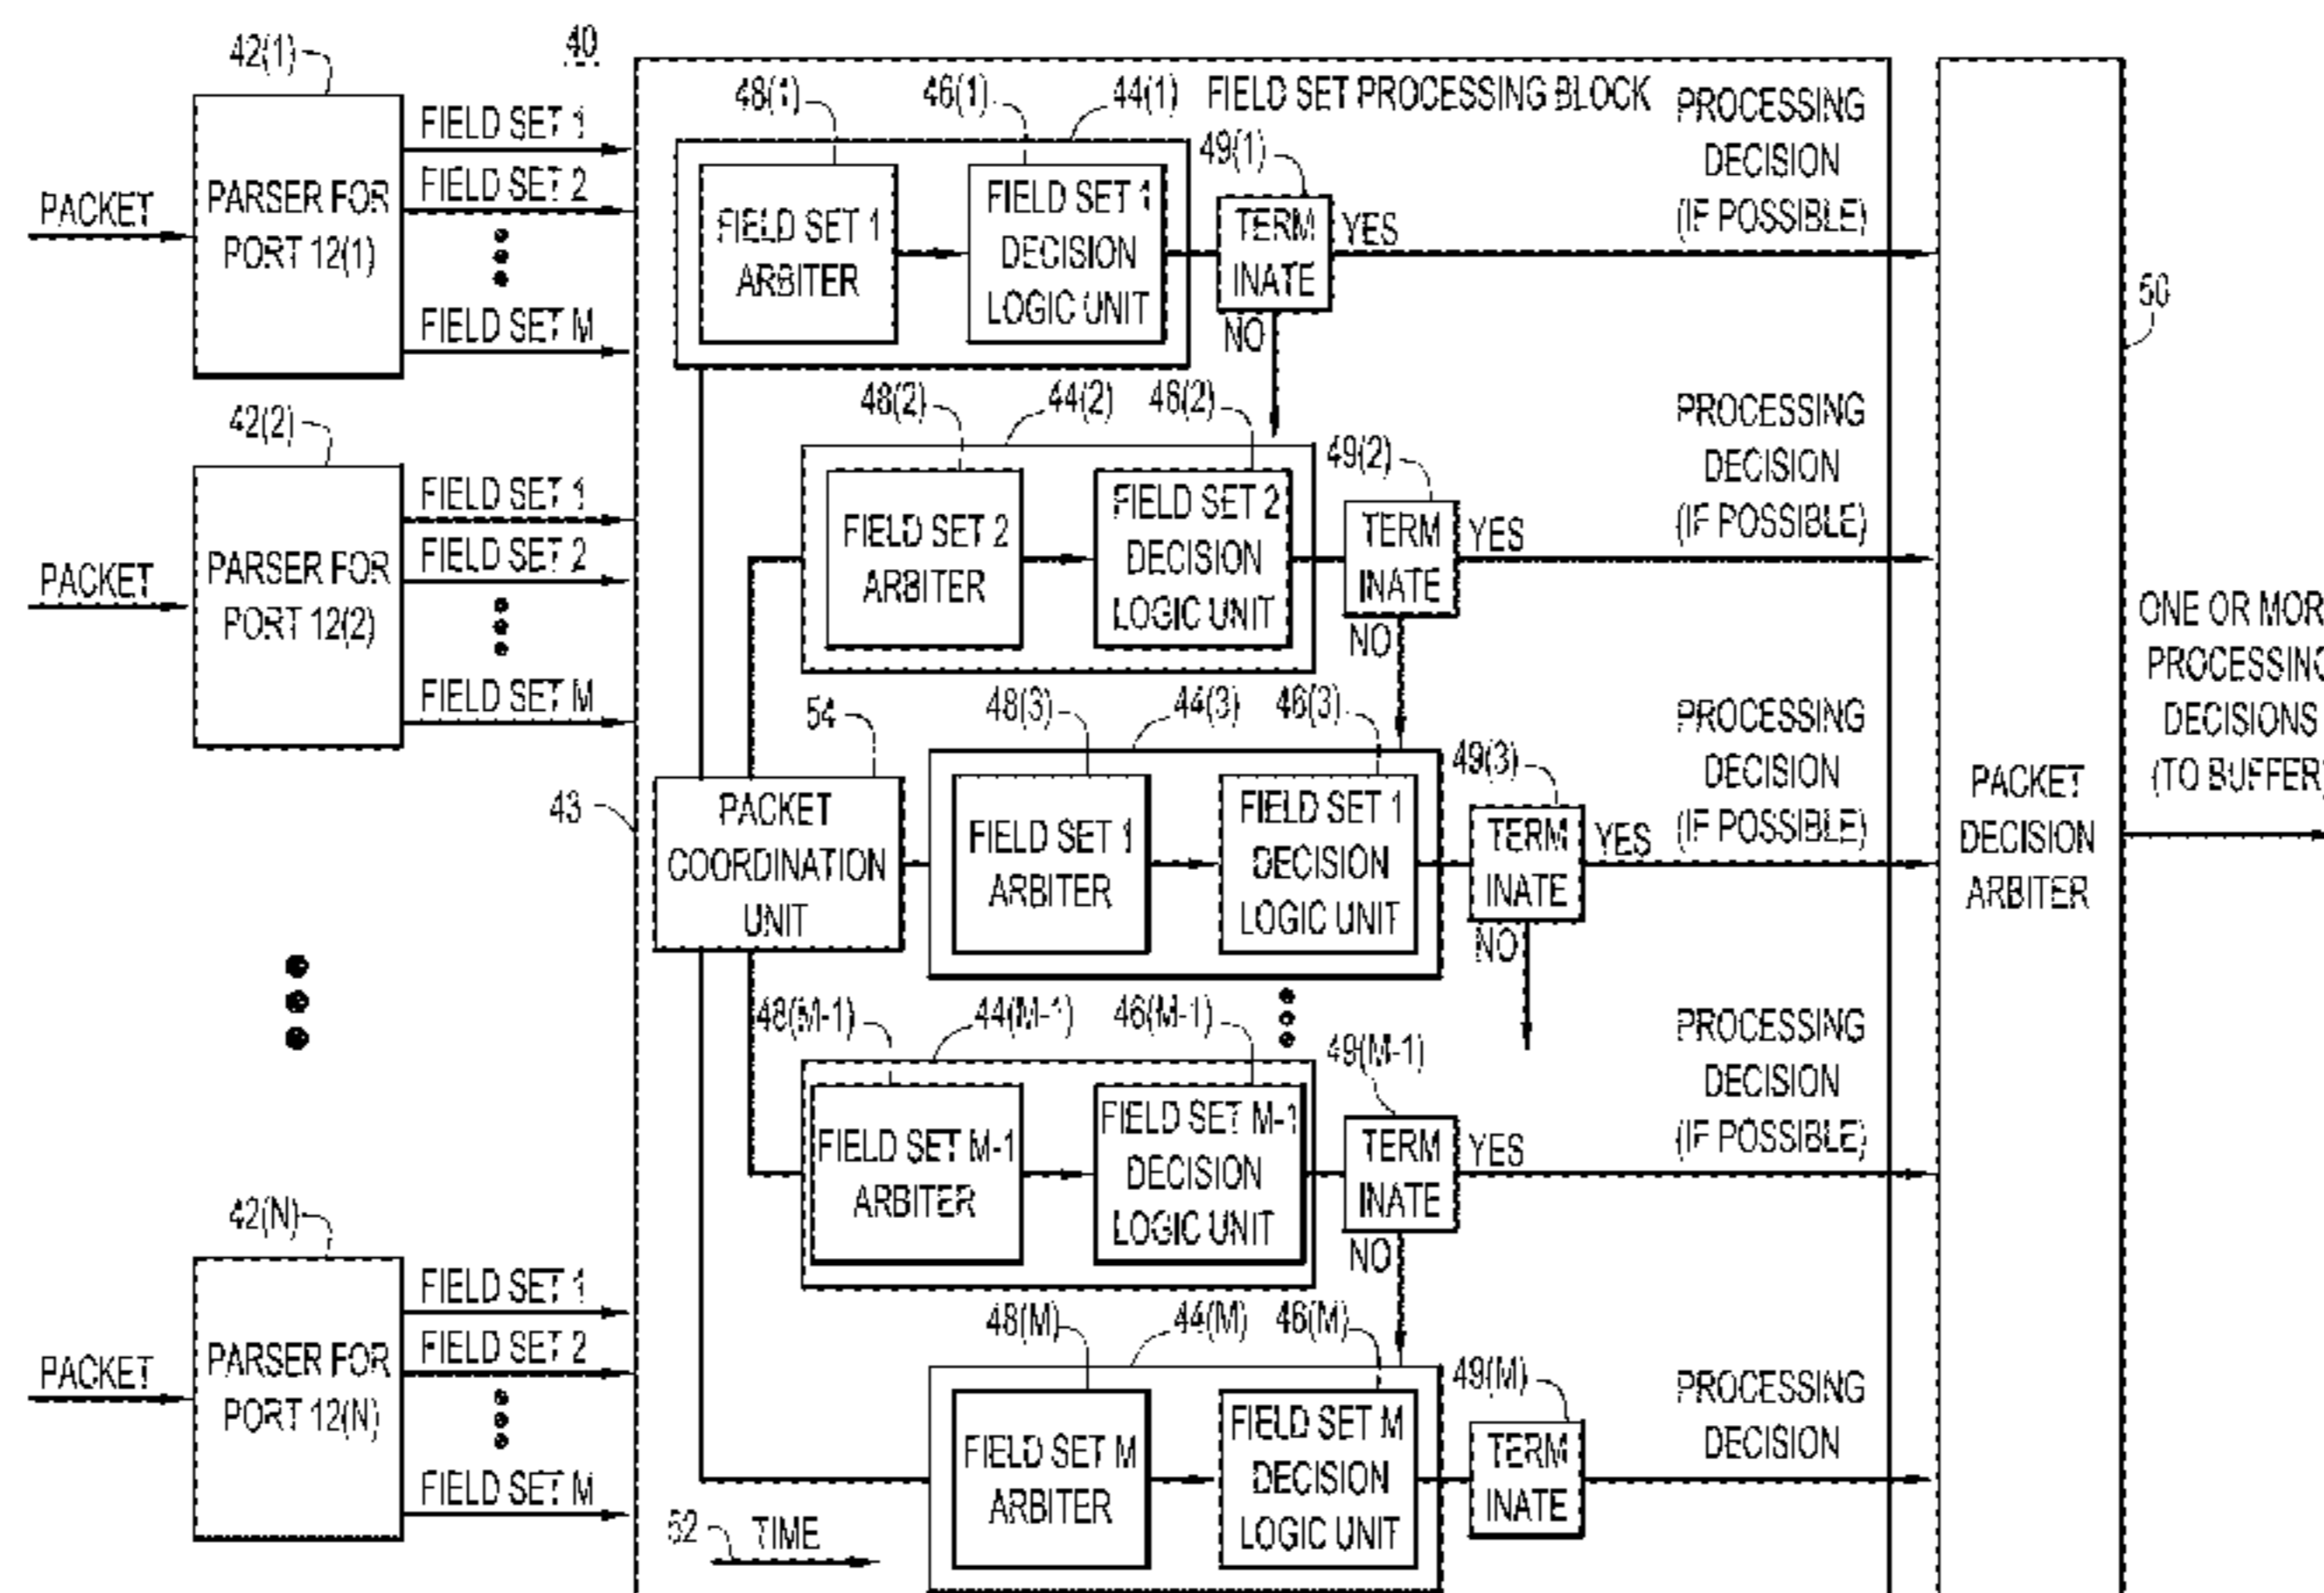 42(1)
40
48(1)
46(1)
44(1)
FIELD SET PROCESSING BLOCK
PROCESSING
DECISION
(IF POSSIBLE)
49(1)
PACKET
PARSER FOR
PORT 12(1)
FIELD SET 1
FIELD SET 2
FIELD SET M
FIELD SET 1
ARBITER
FIELD SET 1
DECISION
LOGIC UNIT
TERM
INATE
YES
NO
50
42(2)
48(2)
44(2)
46(2)
49(2)
PROCESSING
DECISION
(IF POSSIBLE)
PACKET
PARSER FOR
PORT 12(2)
FIELD SET 1
FIELD SET 2
FIELD SET M
FIELD SET 2
ARBITER
FIELD SET 2
DECISION
LOGIC UNIT
TERM
INATE
YES
NO
54
48(3)
44(3)
46(3)
49(3)
PROCESSING
DECISION
(IF POSSIBLE)
43
PACKET
COORDINATION
UNIT
FIELD SET 1
ARBITER
FIELD SET 1
DECISION
LOGIC UNIT
TERM
INATE
YES
NO
PACKET
DECISION
ARBITER
ONE OR MOR
PROCESSING
DECISIONS
(TO BUFFER)
48(M-1)
44(M-1)
46(M-1)
49(M-1)
PROCESSING
DECISION
(IF POSSIBLE)
FIELD SET M-1
ARBITER
FIELD SET M-1
DECISION
LOGIC UNIT
TERM
INATE
YES
NO
42(N)
PACKET
PARSER FOR
PORT 12(N)
FIELD SET 1
FIELD SET 2
FIELD SET M
48(M)
44(M)
46(M)
49(M)
PROCESSING
DECISION
FIELD SET M
ARBITER
FIELD SET M
DECISION
LOGIC UNIT
TERM
INATE
52
TIME